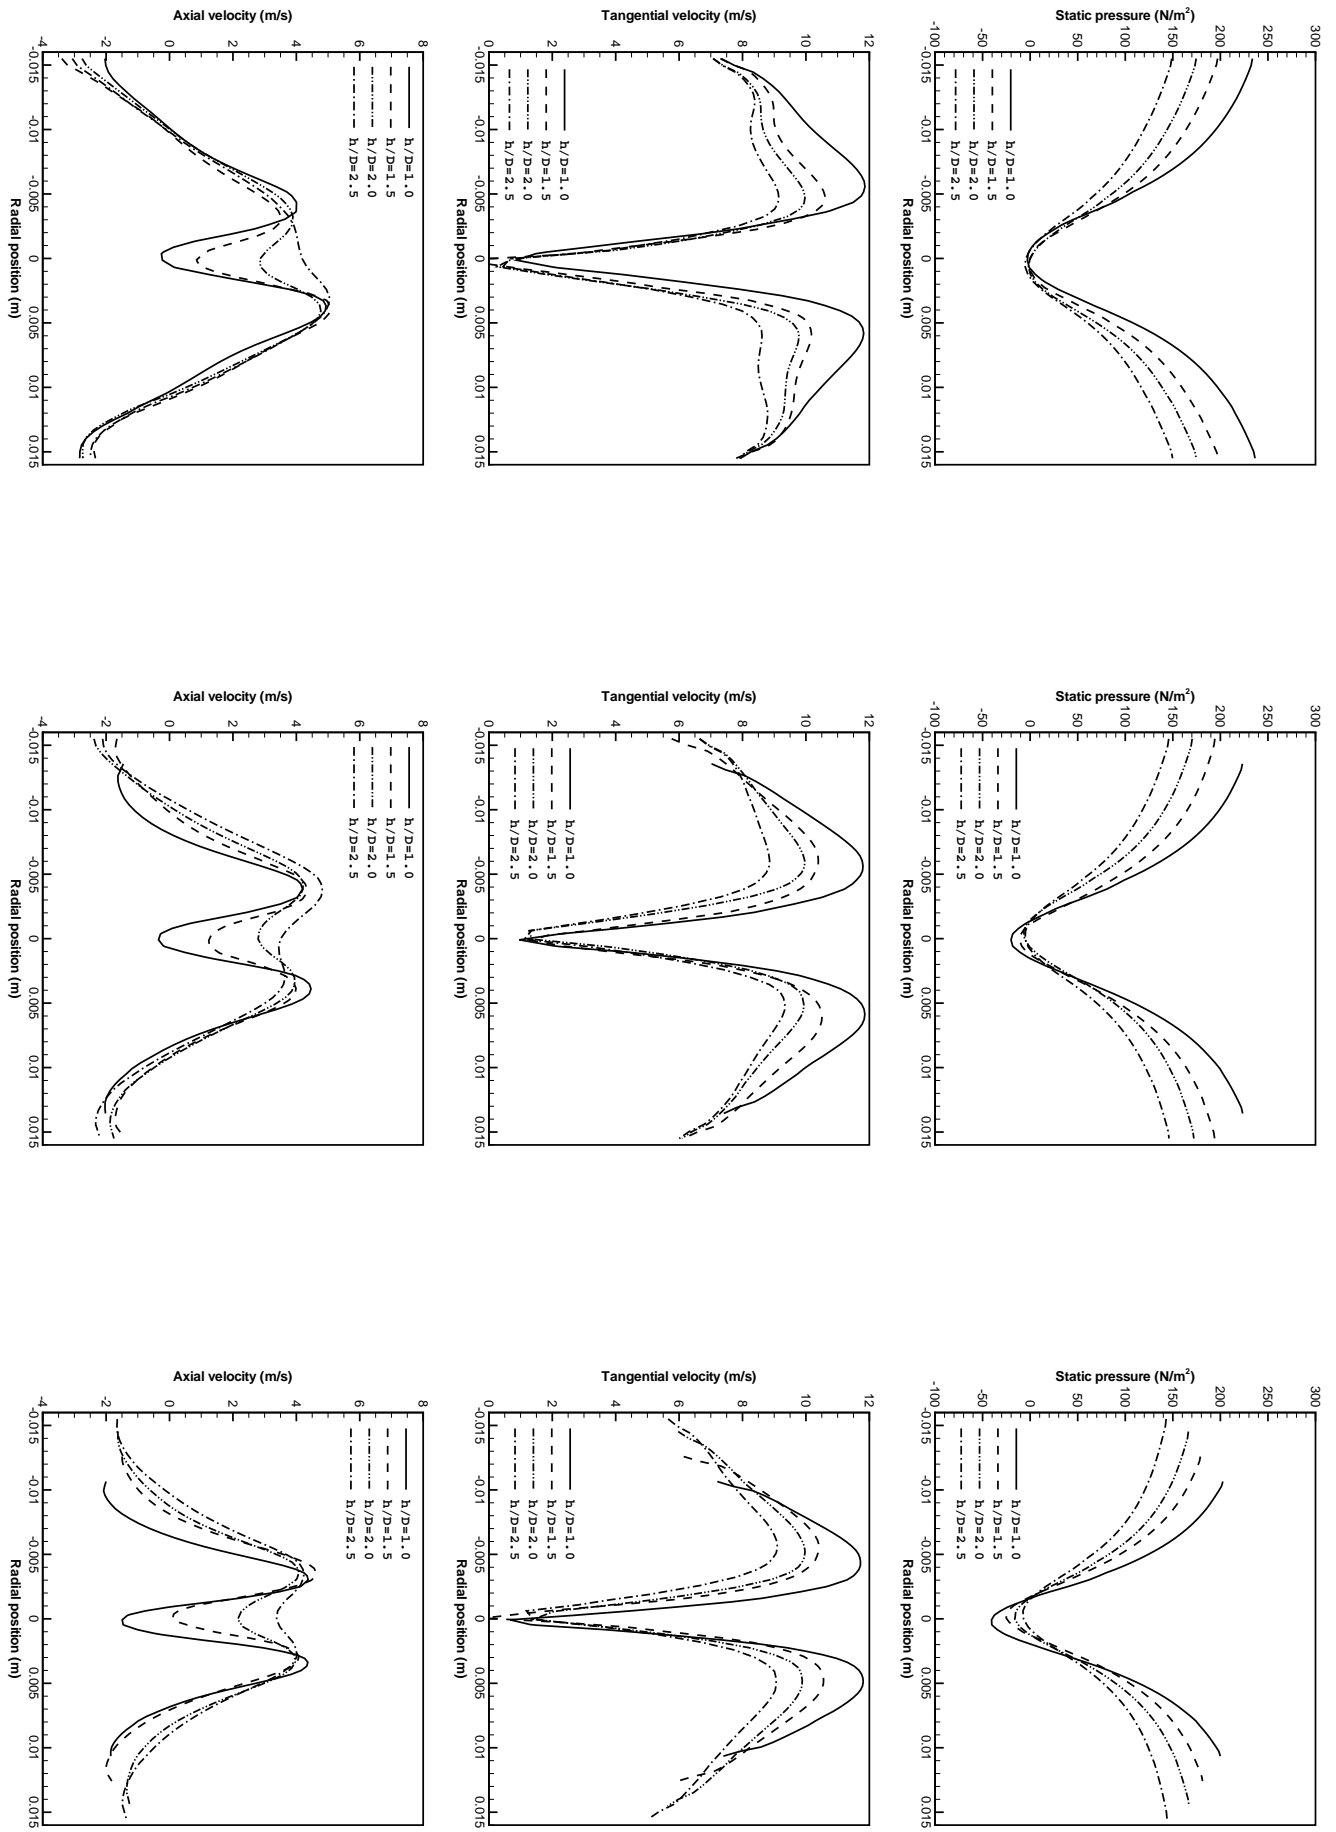 Axial velocity (m/s)
-4 -2 0 2 4 6 8
h/D=1.0
h/D=1.5
h/D=2.0
h/D=2.5
-0.015 -0.01 -0.005 0 0.005 0.01 0.015
Radial position (m)
Tangential velocity (m/s)
0 2 4 6 8 10 12
h/D=1.0
h/D=1.5
h/D=2.0
h/D=2.5
-0.015 -0.01 -0.005 0 0.005 0.01 0.015
Radial position (m)
Static pressure (N/m²)
-100 -50 0 50 100 150 200 250 300
h/D=1.0
h/D=1.5
h/D=2.0
h/D=2.5
-0.015 -0.01 -0.005 0 0.005 0.01 0.015
Radial position (m)
Axial velocity (m/s)
-4 -2 0 2 4 6 8
h/D=1.0
h/D=1.5
h/D=2.0
h/D=2.5
-0.015 -0.01 -0.005 0 0.005 0.01 0.015
Radial position (m)
Tangential velocity (m/s)
0 2 4 6 8 10 12
h/D=1.0
h/D=1.5
h/D=2.0
h/D=2.5
-0.015 -0.01 -0.005 0 0.005 0.01 0.015
Radial position (m)
Static pressure (N/m²)
-100 -50 0 50 100 150 200 250 300
h/D=1.0
h/D=1.5
h/D=2.0
h/D=2.5
-0.015 -0.01 -0.005 0 0.005 0.01 0.015
Radial position (m)
Axial velocity (m/s)
-4 -2 0 2 4 6 8
h/D=1.0
h/D=1.5
h/D=2.0
h/D=2.5
-0.015 -0.01 -0.005 0 0.005 0.01 0.015
Radial position (m)
Tangential velocity (m/s)
0 2 4 6 8 10 12
h/D=1.0
h/D=1.5
h/D=2.0
h/D=2.5
-0.015 -0.01 -0.005 0 0.005 0.01 0.015
Radial position (m)
Static pressure (N/m²)
-100 -50 0 50 100 150 200 250 300
h/D=1.0
h/D=1.5
h/D=2.0
h/D=2.5
-0.015 -0.01 -0.005 0 0.005 0.01 0.015
Radial position (m)